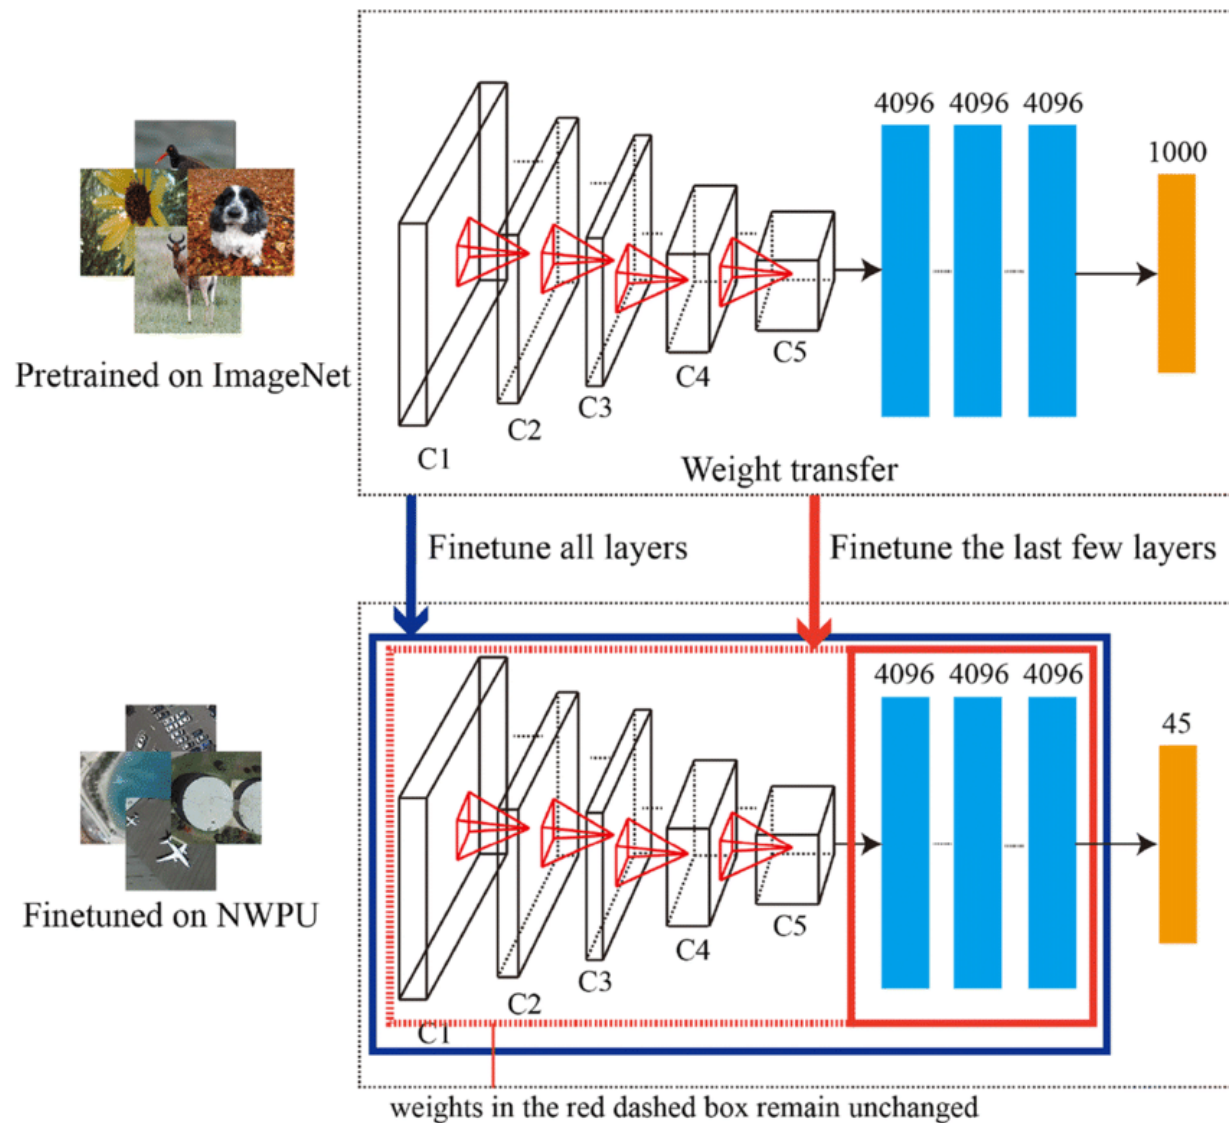 4096 4096 4096
1000
Pretrained on ImageNet
C1
C2
C3
C4
C5
Weight transfer
Finetune all layers
Finetune the last few layers
4096 4096 4096
45
Finetuned on NWPU
C1
C2
C3
C4
C5
weights in the red dashed box remain unchanged